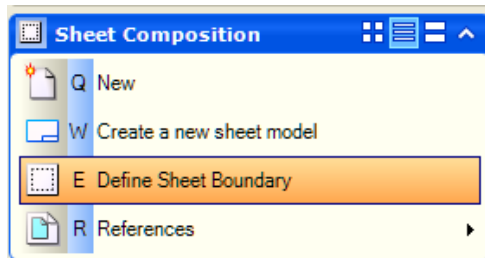 Sheet Composition
Q New
W Create a new sheet model
E Define Sheet Boundary
R References